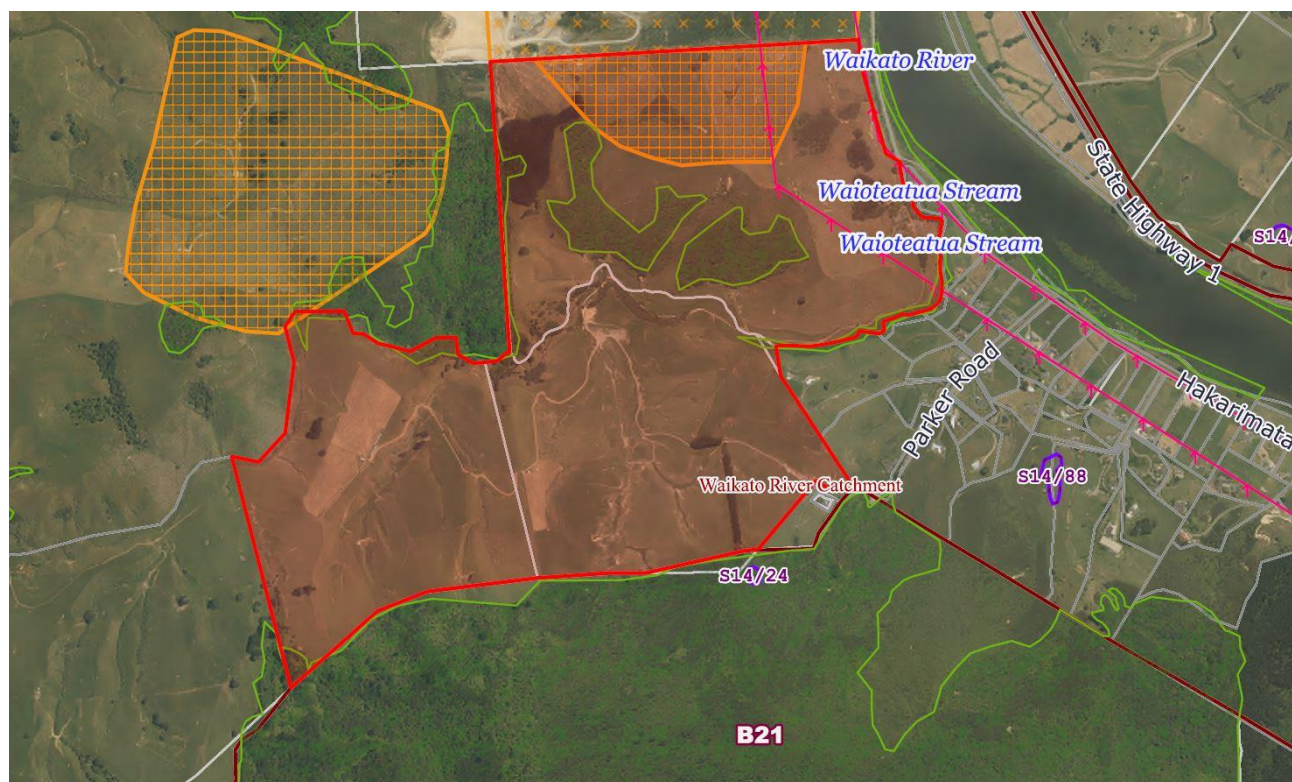 Waikato River
State Highway 1
S14/
Waioteatua Stream
Waioteatua Stream
Parker Road
Hakarimata
S14/88
Waikato River Catchment
S14/24
B21